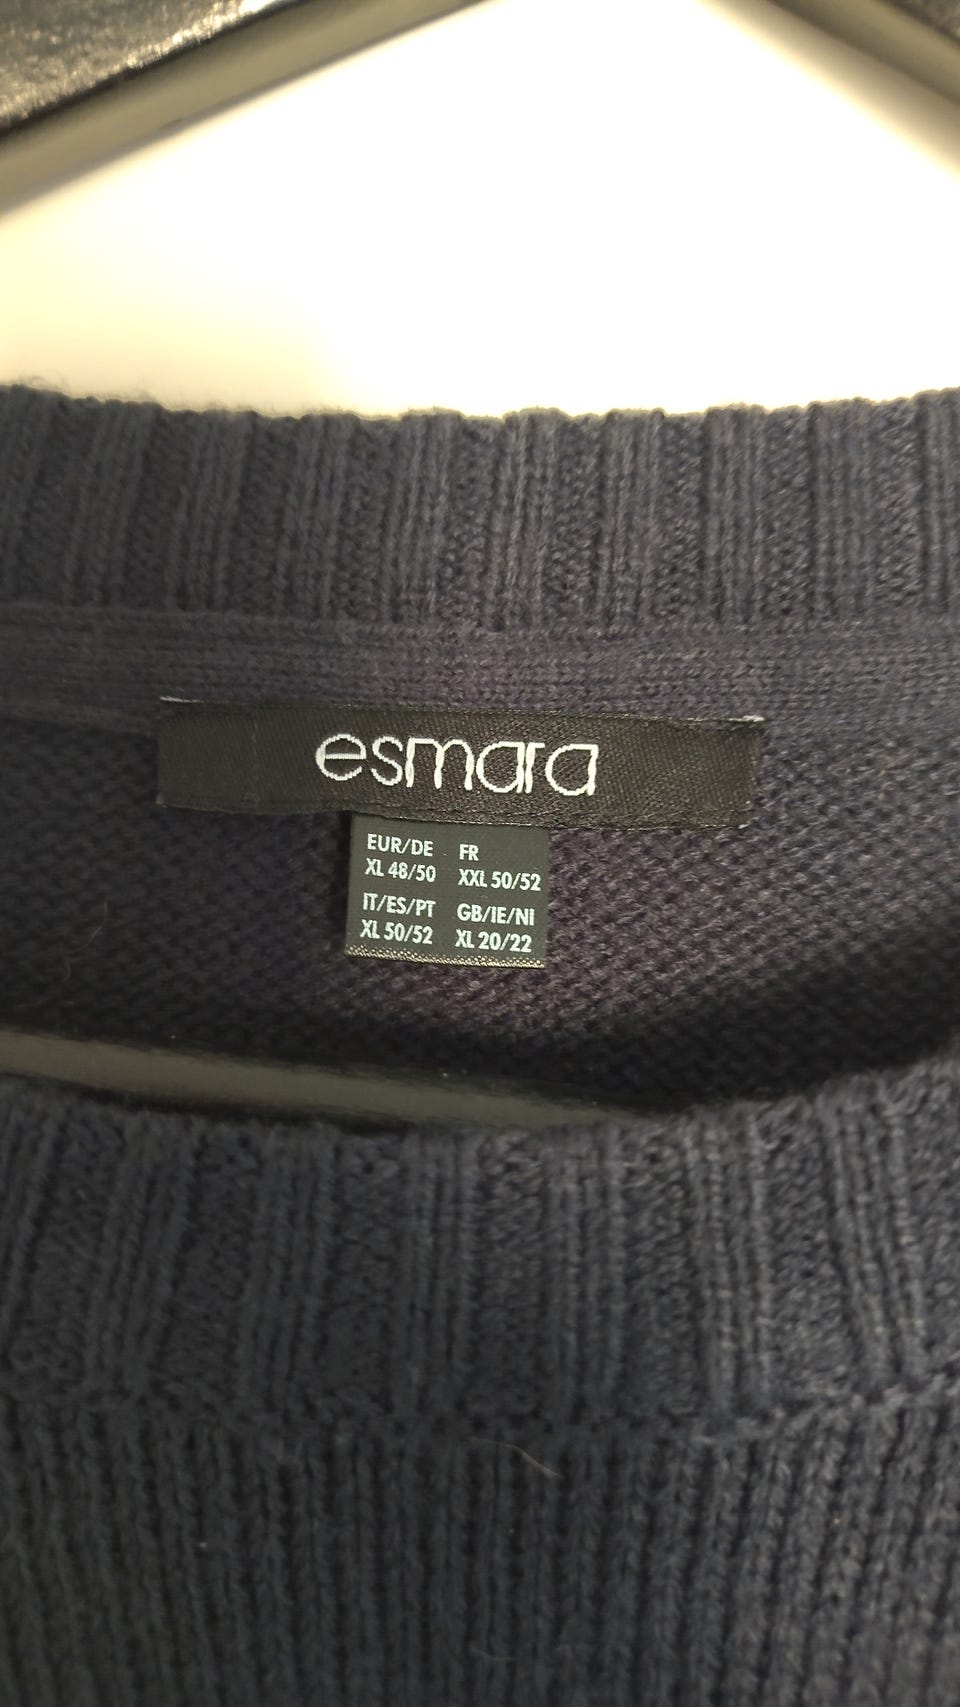 esmara
EUR/DE FR
XL 48/50 XXL 50/52
IT/ES/PT GB/IE/NI
XL 50/52 XL 20/22